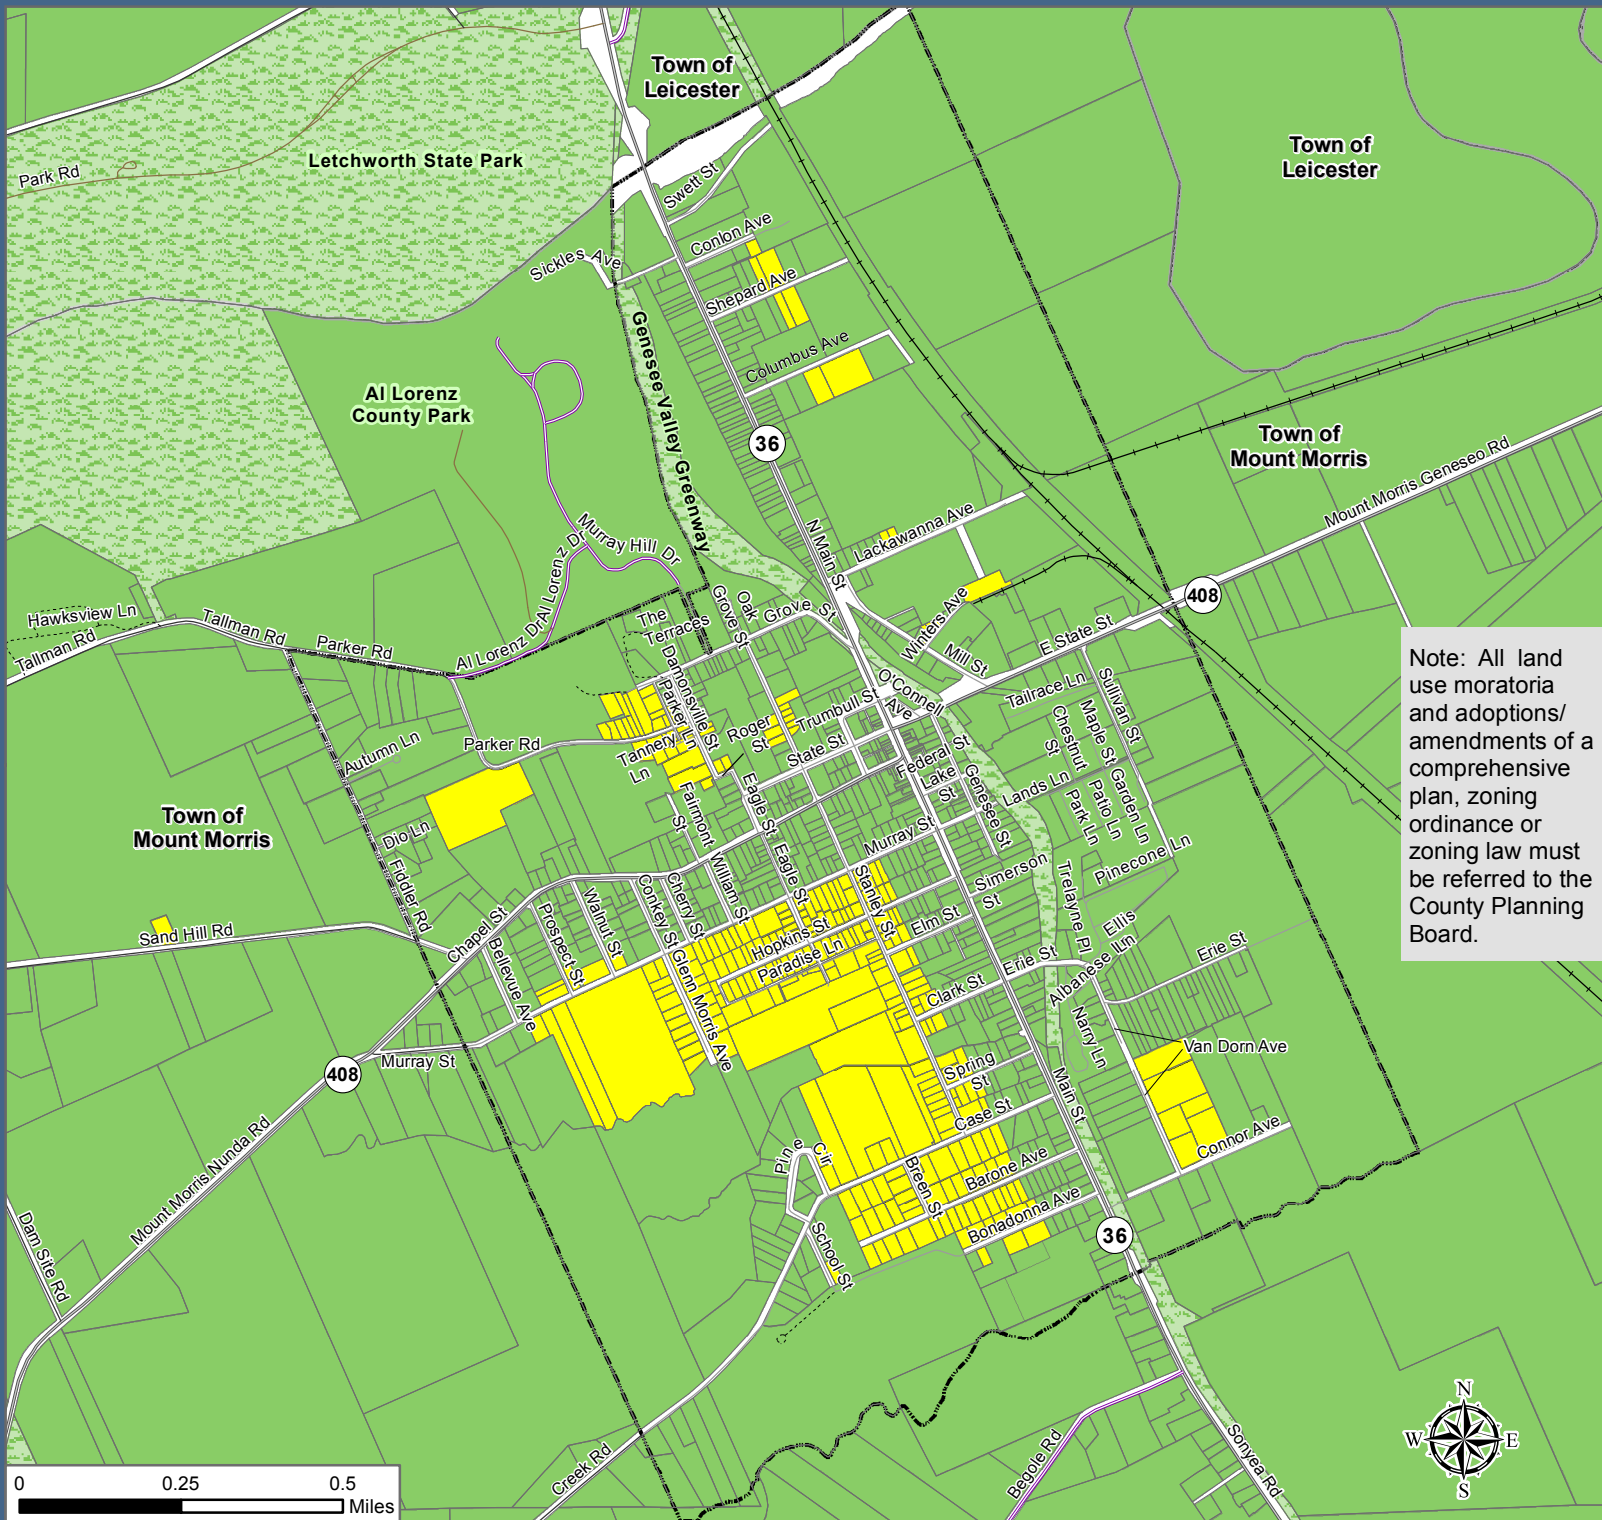 Town of
Leicester
Letchworth State Park
Park Rd
Swett St
Town of
Leicester
Conlon Ave
Sickles Ave
Shepard Ave
Genesee Valley Greenway
Columbus Ave
Al Lorenz
County Park
36
Town of
Mount Morris
Mount Morris Geneseo Rd
N Main St
Lackawanna Ave
Murray Hill Dr
Al Lorenz Dr
Al Lorenz Dr
Hawksview Ln
Tallman Rd
Tallman Rd
Parker Rd
The
Terraces
Grove St
Oak
Grove St
Winters Ave
Mill St
E State St
408
Note: All land
use moratoria
and adoptions/
amendments of a
comprehensive
plan, zoning
ordinance or
zoning law must
be referred to the
County Planning
Board.
Damonsville St
Parker Ln
Tannery
Ln
Roger
St
Trumbull St
State St
O'Connell
Ave
Tailrace Ln
Sullivan St
Maple St
Chestnut
St
Parker Rd
Autumn Ln
Federal St
Lake
St
Genesee St
Lands Ln
Garden Ln
Patio Ln
Park Ln
Pinecone Ln
Town of
Mount Morris
Dio Ln
Fiddler Rd
Fairmont
St
Eagle St
Eagle St
William St
Murray St
Stanley St
Simerson
St
Elm St
Trelayne Pl
Ellis
Ln
Albanese Ln
Erie St
Erie St
Sand Hill Rd
Chapel St
Bellevue Ave
Prospect St
Walnut St
Conkey St
Cherry St
Hopkins St
Paradise Ln
Glenn Morris Ave
Clark St
Narry Ln
Van Dorn Ave
Murray St
408
Spring
St
Main St
Case St
Connor Ave
Mount Morris Nunda Rd
Pine Cir
Breen St
Barone Ave
Bonadonna Ave
36
Dam Site Rd
School St
Creek Rd
Begole Rd
Sonyea Rd
N
W
E
S
0
0.25
0.5
Miles